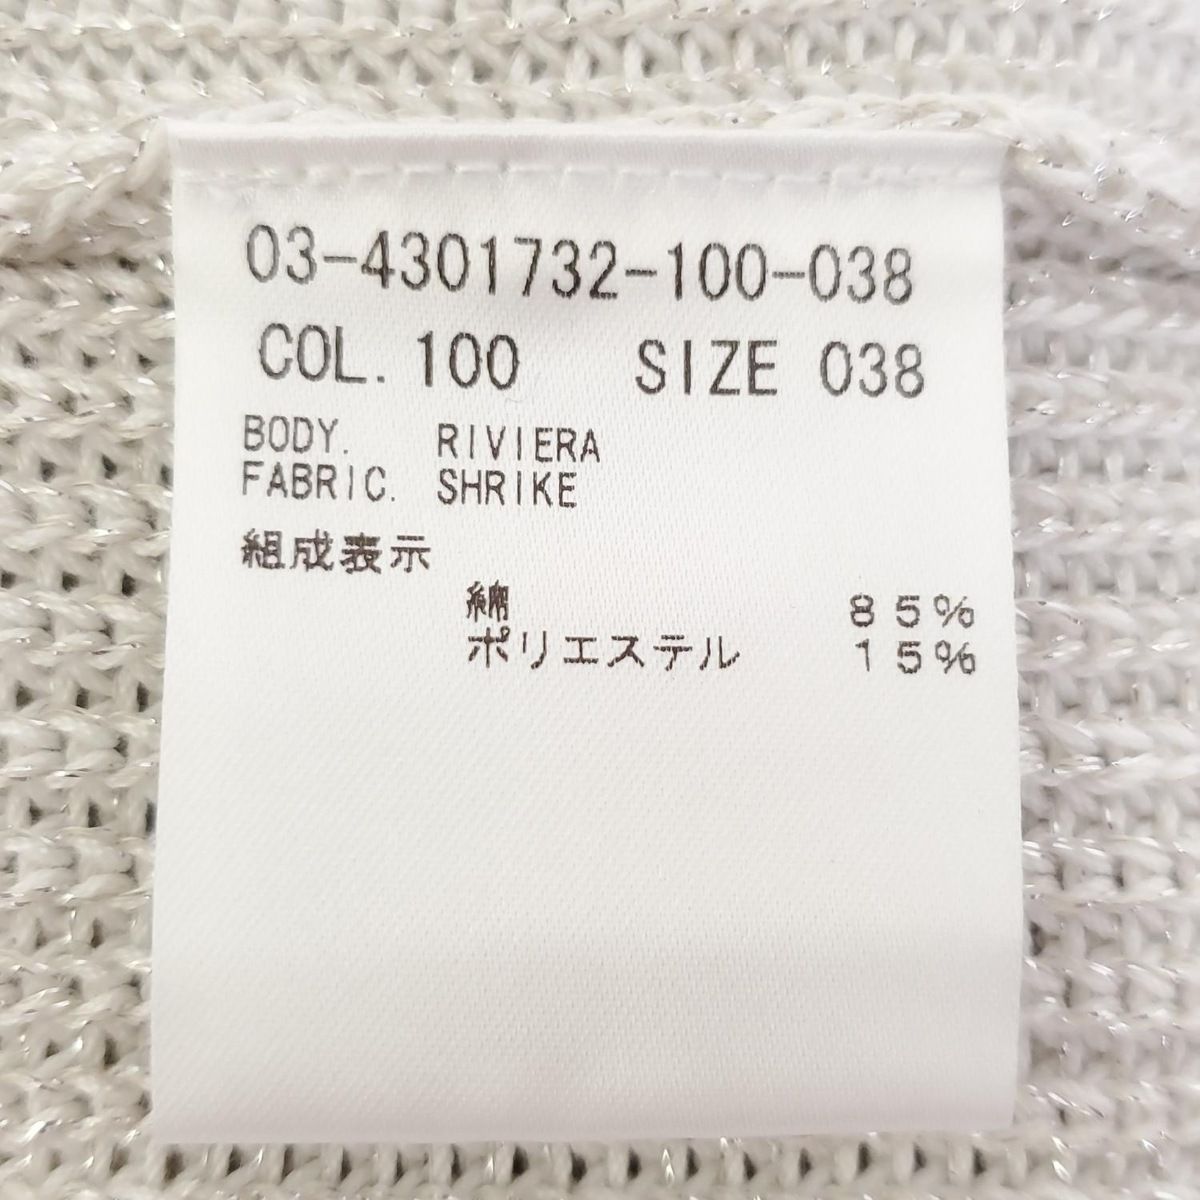 03-4301732-100-038
COL. 100 SIZE 038
BODY. RIVIERA
FABRIC. SHRIKE
組成表示
綿 85%
ポリエステル 15%